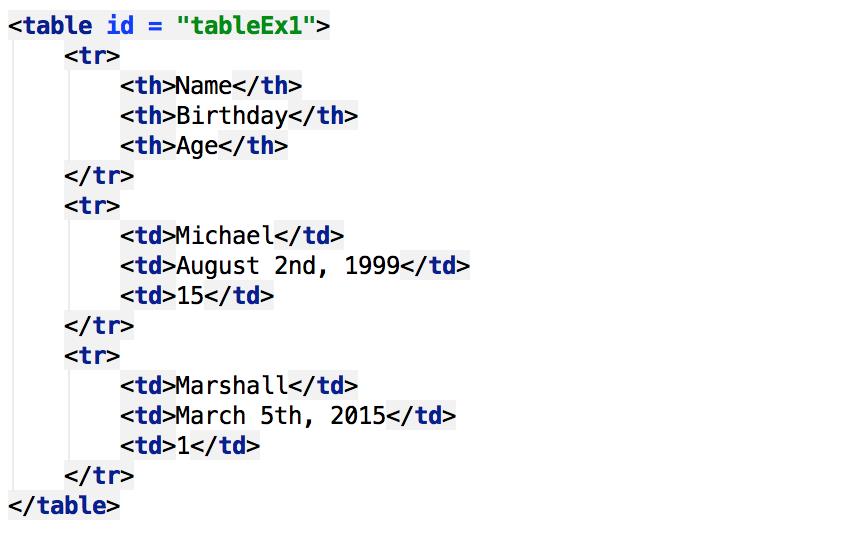 <table id = "tableEx1">
    <tr>
        <th>Name</th>
        <th>Birthday</th>
        <th>Age</th>
    </tr>
    <tr>
        <td>Michael</td>
        <td>August 2nd, 1999</td>
        <td>15</td>
    </tr>
    <tr>
        <td>Marshall</td>
        <td>March 5th, 2015</td>
        <td>1</td>
    </tr>
</table>